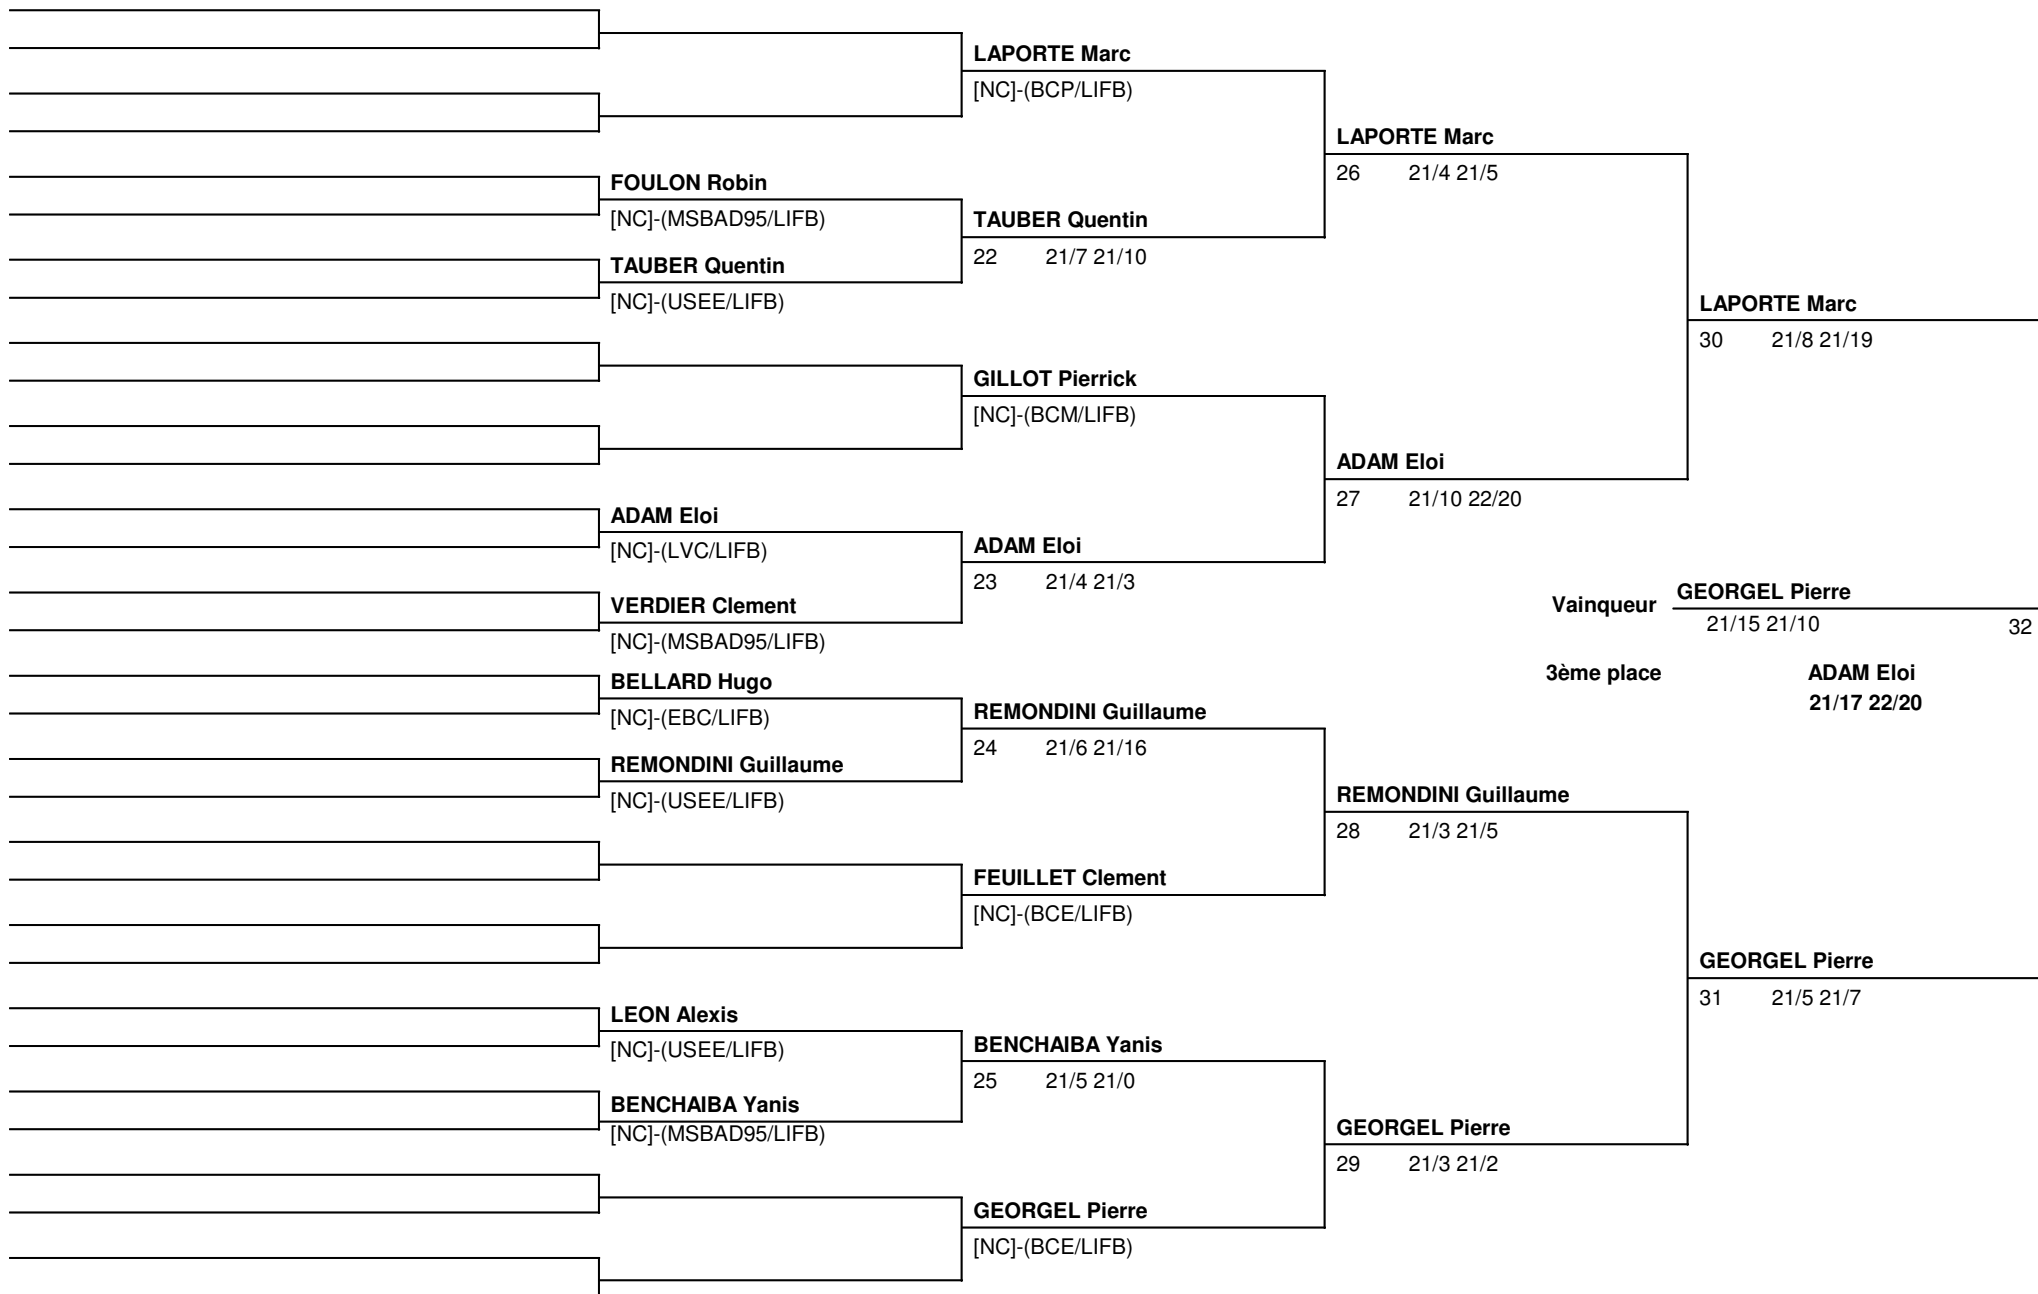 LAPORTE Marc
[NC]-(BCP/LIFB)
LAPORTE Marc
26 21/4 21/5
FOULON Robin
[NC]-(MSBAD95/LIFB)
TAUBER Quentin
22 21/7 21/10
TAUBER Quentin
[NC]-(USEE/LIFB)
LAPORTE Marc
30 21/8 21/19
GILLOT Pierrick
[NC]-(BCM/LIFB)
ADAM Eloi
27 21/10 22/20
ADAM Eloi
[NC]-(LVC/LIFB)
ADAM Eloi
23 21/4 21/3
VERDIER Clement
[NC]-(MSBAD95/LIFB)
Vainqueur GEORGEL Pierre
21/15 21/10 32
3ème place ADAM Eloi
21/17 22/20
BELLARD Hugo
[NC]-(EBC/LIFB)
REMONDINI Guillaume
24 21/6 21/16
REMONDINI Guillaume
[NC]-(USEE/LIFB)
REMONDINI Guillaume
28 21/3 21/5
FEUILLET Clement
[NC]-(BCE/LIFB)
GEORGEL Pierre
31 21/5 21/7
LEON Alexis
[NC]-(USEE/LIFB)
BENCHAIBA Yanis
25 21/5 21/0
BENCHAIBA Yanis
[NC]-(MSBAD95/LIFB)
GEORGEL Pierre
29 21/3 21/2
GEORGEL Pierre
[NC]-(BCE/LIFB)